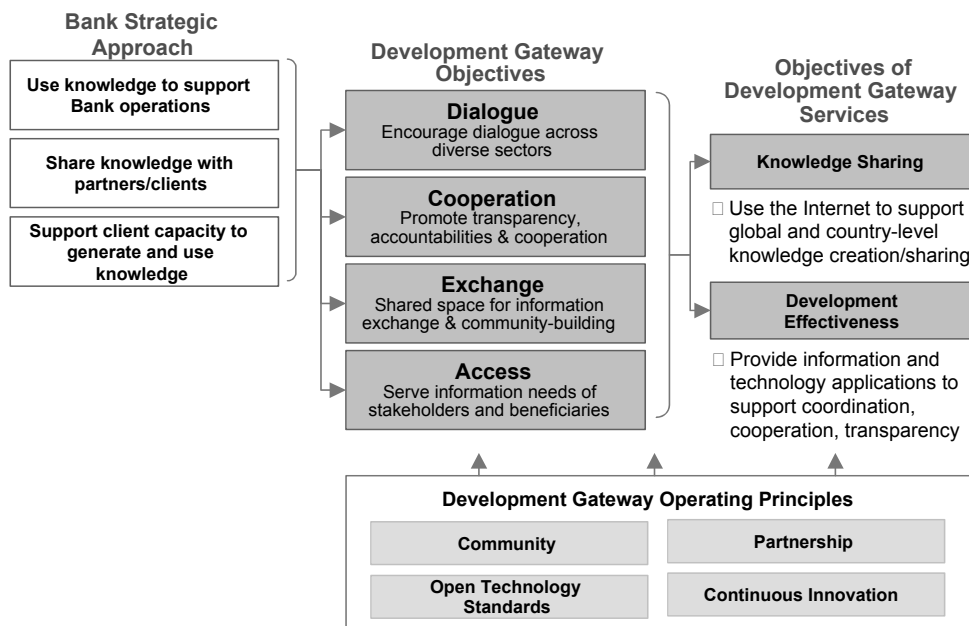 Bank Strategic
Approach
Use knowledge to support
Bank operations
Share knowledge with
partners/clients
Support client capacity to
generate and use
knowledge
Development Gateway
Objectives
Dialogue
Encourage dialogue across
diverse sectors
Cooperation
Promote transparency,
accountabilities & cooperation
Exchange
Shared space for information
exchange & community-building
Access
Serve information needs of
stakeholders and beneficiaries
Objectives of
Development Gateway
Services
Knowledge Sharing
Use the Internet to support
global and country-level
knowledge creation/sharing
Development
Effectiveness
Provide information and
technology applications to
support coordination,
cooperation, transparency
Development Gateway Operating Principles
Community
Partnership
Open Technology
Standards
Continuous Innovation